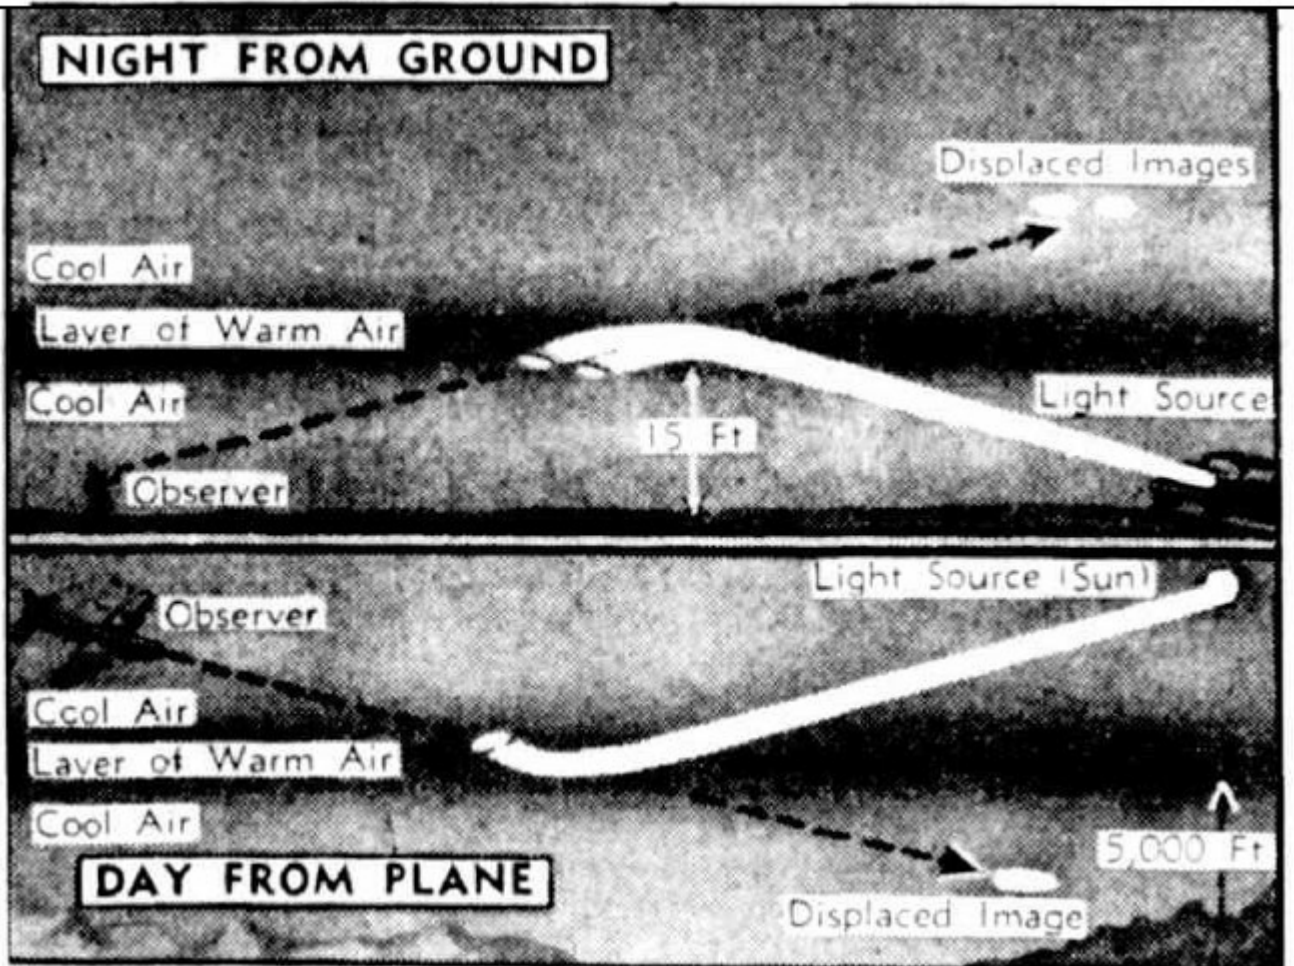 NIGHT FROM GROUND
Displaced Images
Cool Air
Layer of Warm Air
Cool Air
Light Source
15 Ft
Observer
Light Source (Sun)
Observer
Cool Air
Layer of Warm Air
Cool Air
5,000 Ft
DAY FROM PLANE
Displaced Image